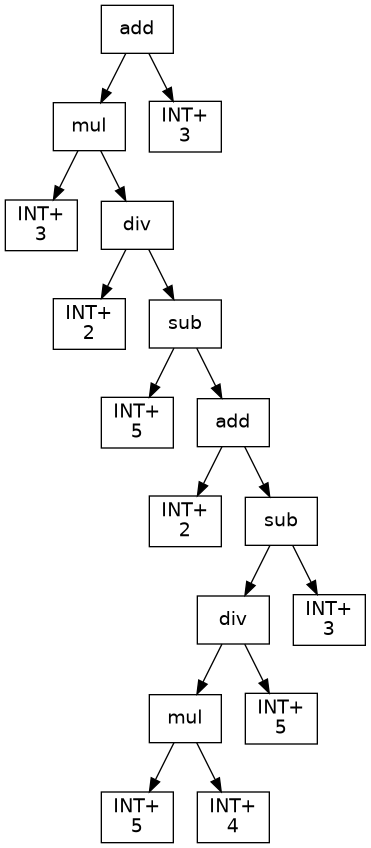 add
mul
INT+
3
INT+
3
div
INT+
2
sub
INT+
5
add
INT+
2
sub
div
INT+
3
mul
INT+
5
INT+
5
INT+
4